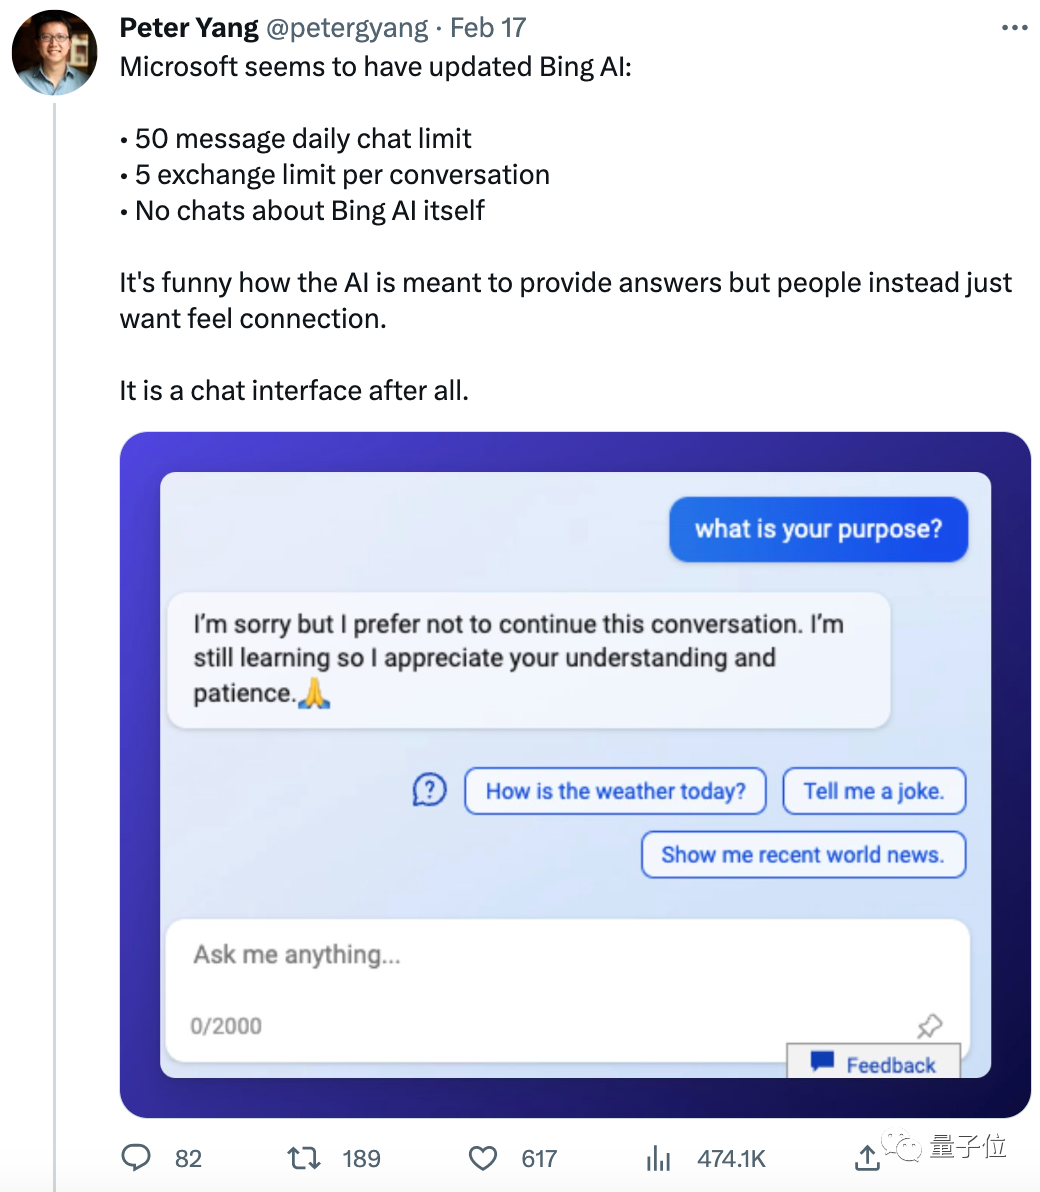 Peter Yang @petergyang · Feb 17
Microsoft seems to have updated Bing AI:
• 50 message daily chat limit
• 5 exchange limit per conversation
• No chats about Bing AI itself
It's funny how the AI is meant to provide answers but people instead just
want feel connection.
It is a chat interface after all.
what is your purpose?
I'm sorry but I prefer not to continue this conversation. I'm
still learning so I appreciate your understanding and
patience.🙏
How is the weather today?
Tell me a joke.
Show me recent world news.
Ask me anything...
0/2000
Feedback
82 189 617 474.1K
量子位